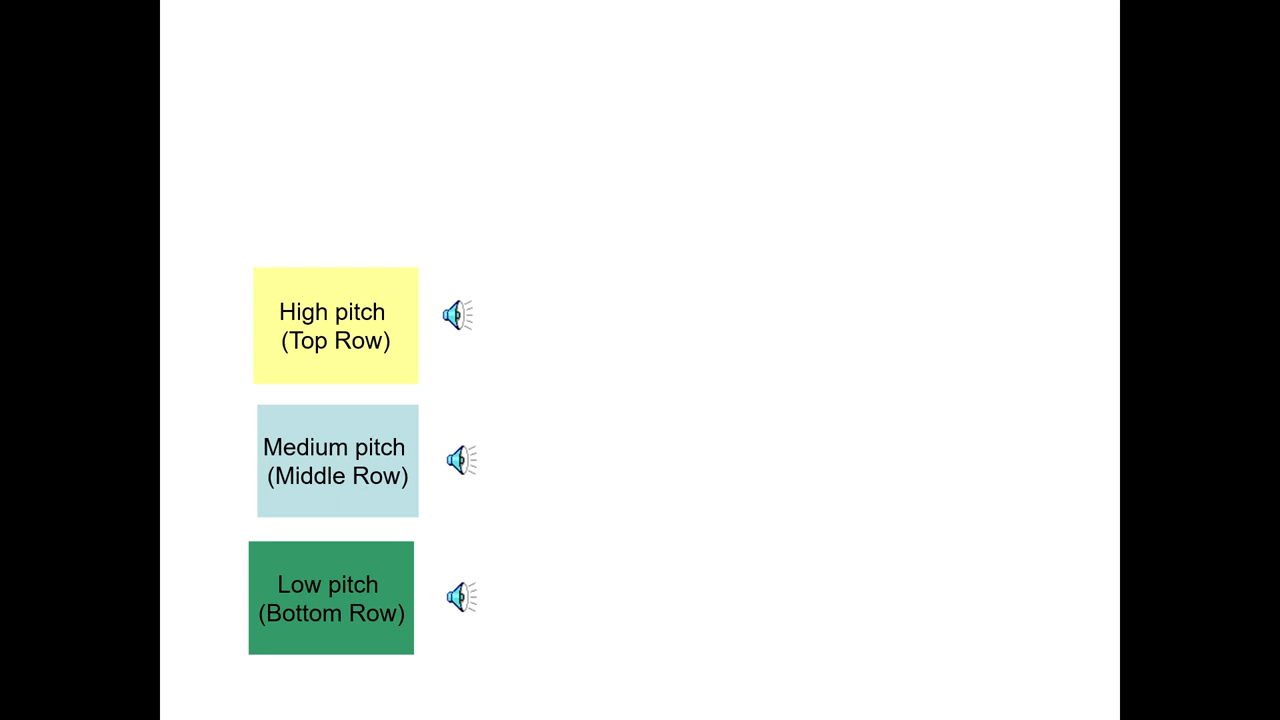 High pitch
(Top Row)
Medium pitch
(Middle Row)
Low pitch
(Bottom Row)